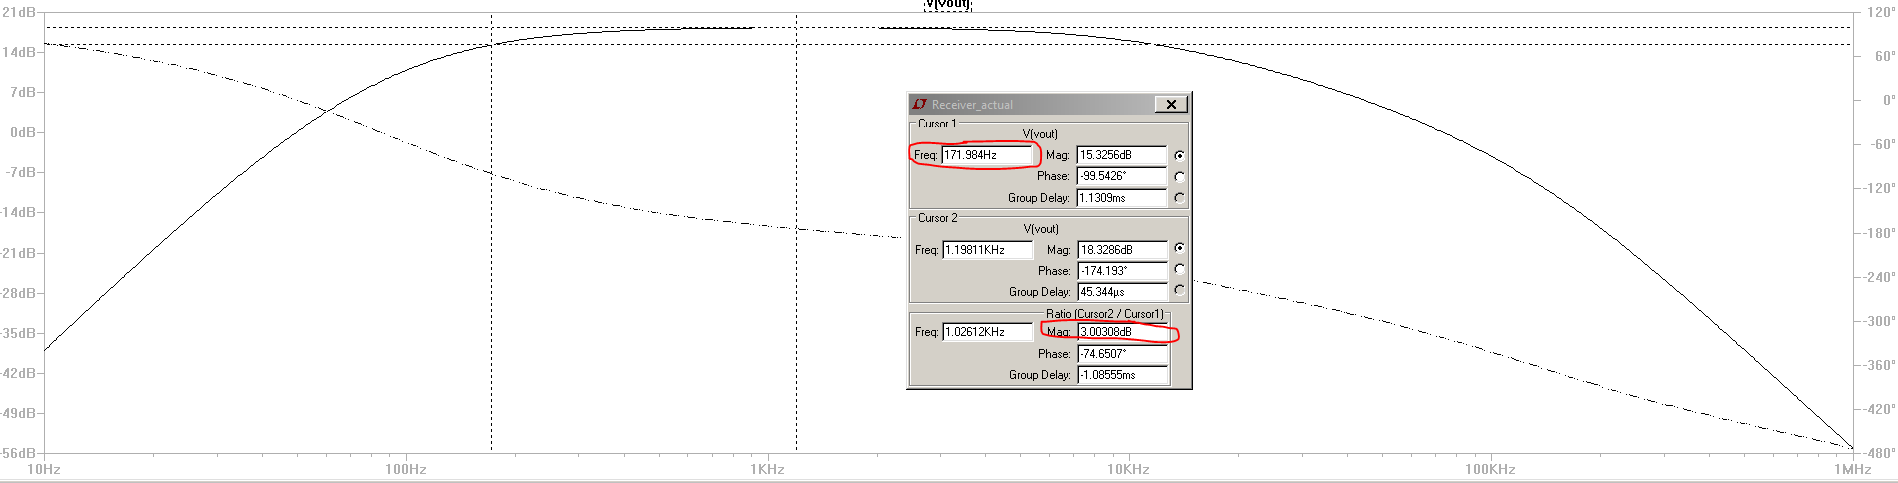 V(vout)
21dB
14dB
7dB
0dB
-7dB
-14dB
-21dB
-28dB
-35dB
-42dB
-49dB
-56dB
120°
60°
0°
-60°
-120°
-180°
-240°
-300°
-360°
-420°
-480°
10Hz 100Hz 1KHz 10KHz 100KHz 1MHz
Receiver_actual
Cursor 1
V(vout)
Freq: 171.984Hz Mag: 15.3256dB
Phase: -99.5426°
Group Delay: 1.1309ms
Cursor 2
V(vout)
Freq: 1.19811KHz Mag: 18.3286dB
Phase: -174.193°
Group Delay: 45.344µs
Ratio (Cursor2 / Cursor1)
Freq: 1.02612KHz Mag: 3.00308dB
Phase: -74.6507°
Group Delay: -1.08555ms